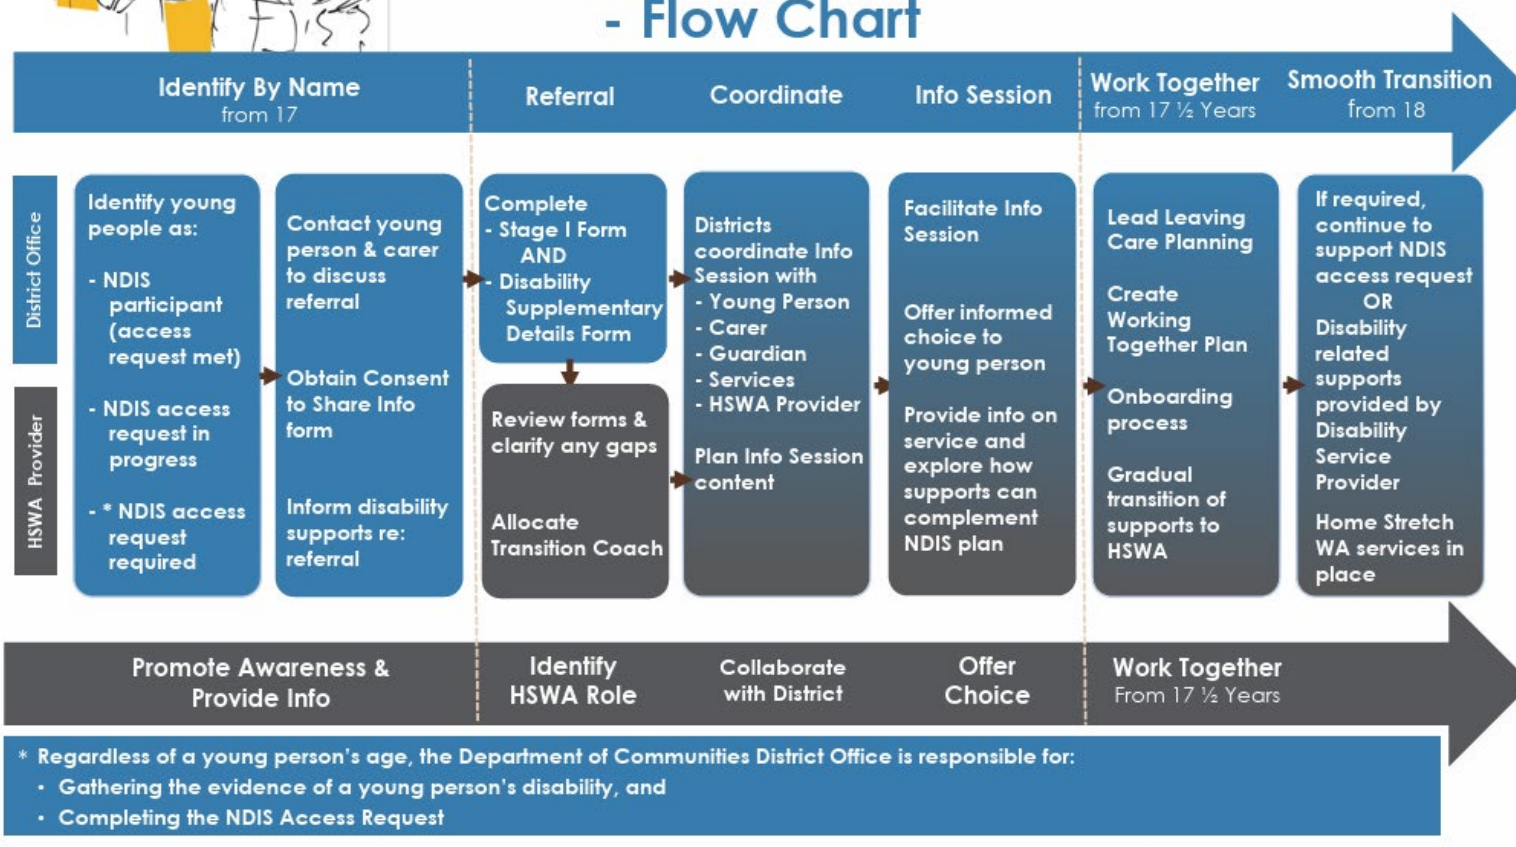 - Flow Chart
Identify By Name
from 17
Referral
Coordinate
Info Session
Work Together
from 17 ½ Years
Smooth Transition
from 18
District Office
HSWA Provider
Identify young
people as:
- NDIS
participant
(access
request met)
- NDIS access
request in
progress
- * NDIS access
request
required
Contact young
person & carer
to discuss
referral
Obtain Consent
to Share Info
form
Inform disability
supports re:
referral
Complete
- Stage I Form
AND
- Disability
Supplementary
Details Form
Review forms &
clarify any gaps
Allocate
Transition Coach
Districts
coordinate Info
Session with
- Young Person
- Carer
- Guardian
- Services
- HSWA Provider
Plan Info Session
content
Facilitate Info
Session
Offer informed
choice to
young person
Provide info on
service and
explore how
supports can
complement
NDIS plan
Lead Leaving
Care Planning
Create
Working
Together Plan
Onboarding
process
Gradual
transition of
supports to
HSWA
If required,
continue to
support NDIS
access request
OR
Disability
related
supports
provided by
Disability
Service
Provider
Home Stretch
WA services in
place
Promote Awareness &
Provide Info
Identify
HSWA Role
Collaborate
with District
Offer
Choice
Work Together
From 17 ½ Years
* Regardless of a young person's age, the Department of Communities District Office is responsible for:
• Gathering the evidence of a young person's disability, and
• Completing the NDIS Access Request